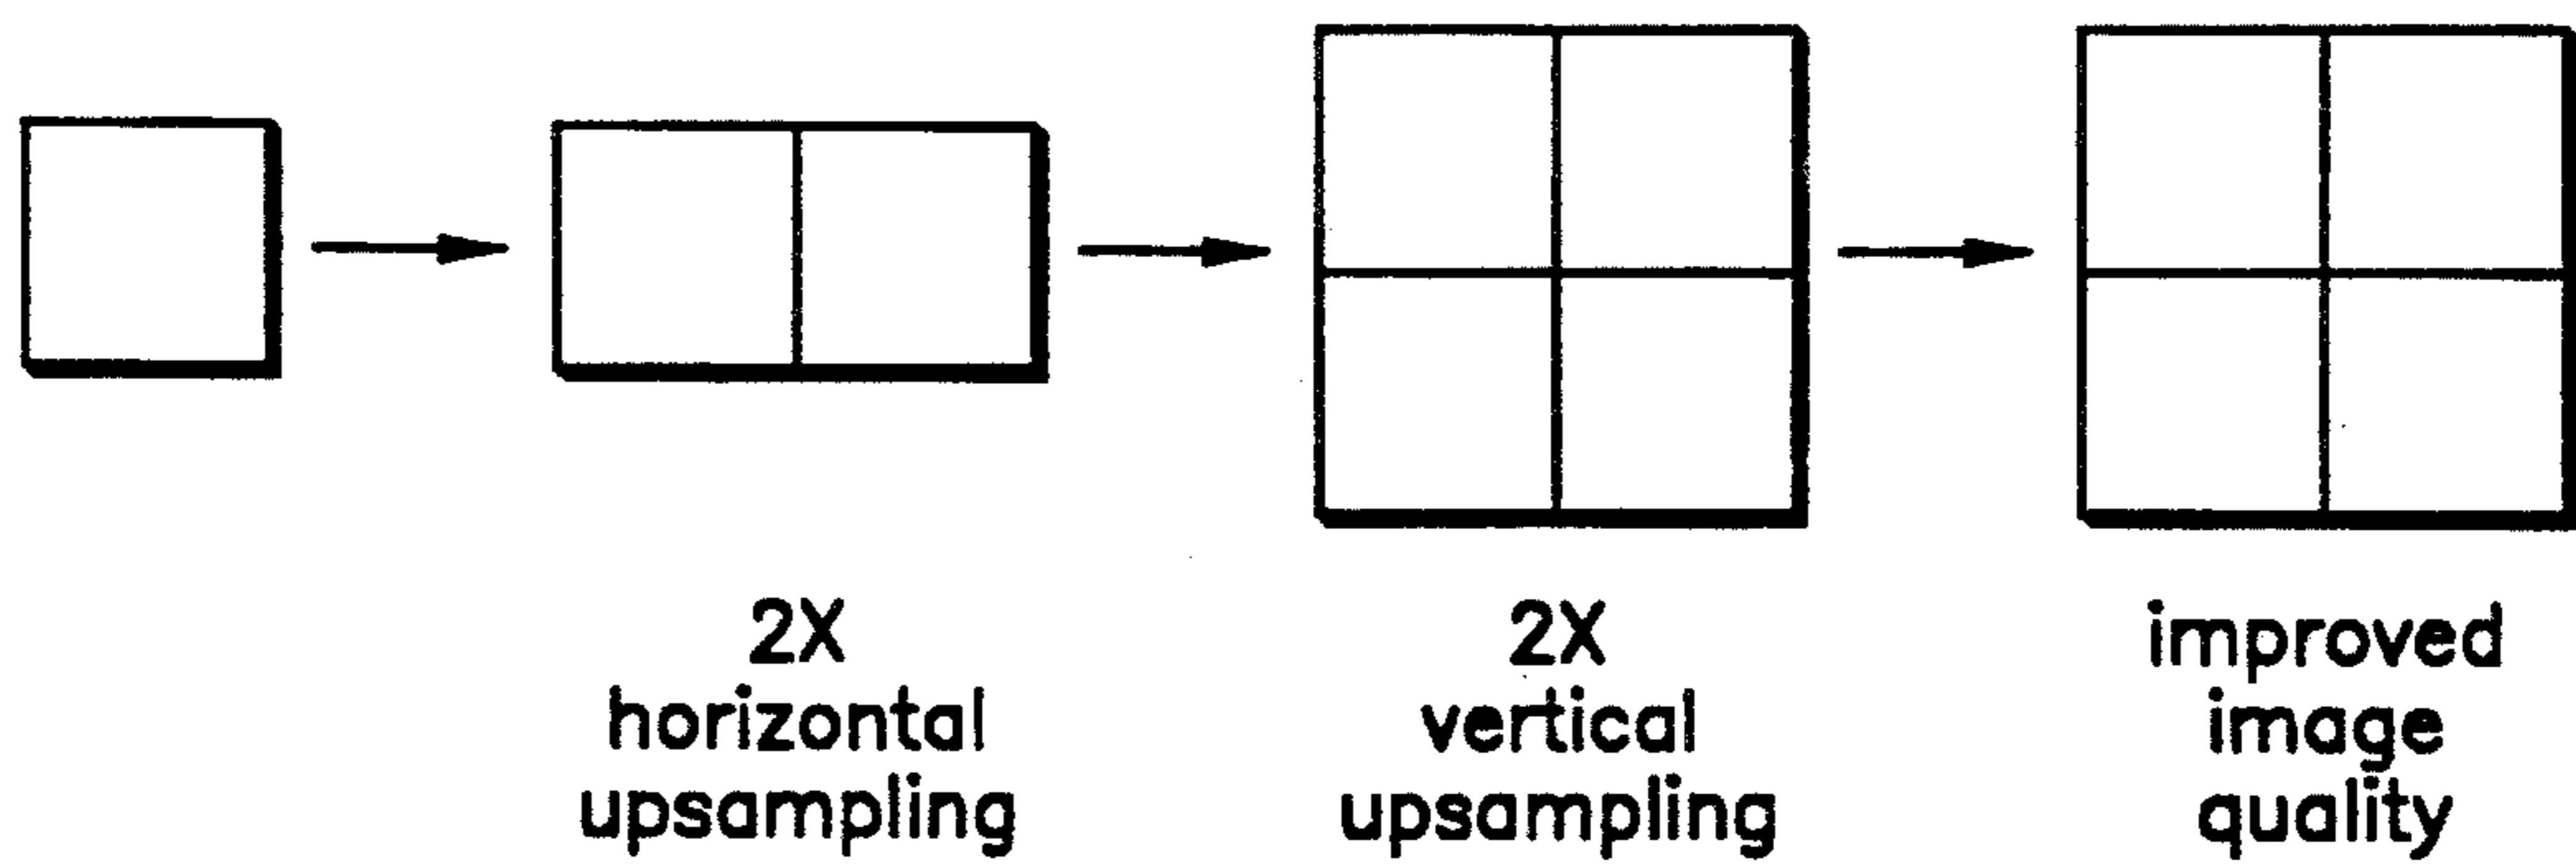 2X
horizontal
upsampling
2X
vertical
upsampling
improved
image
quality